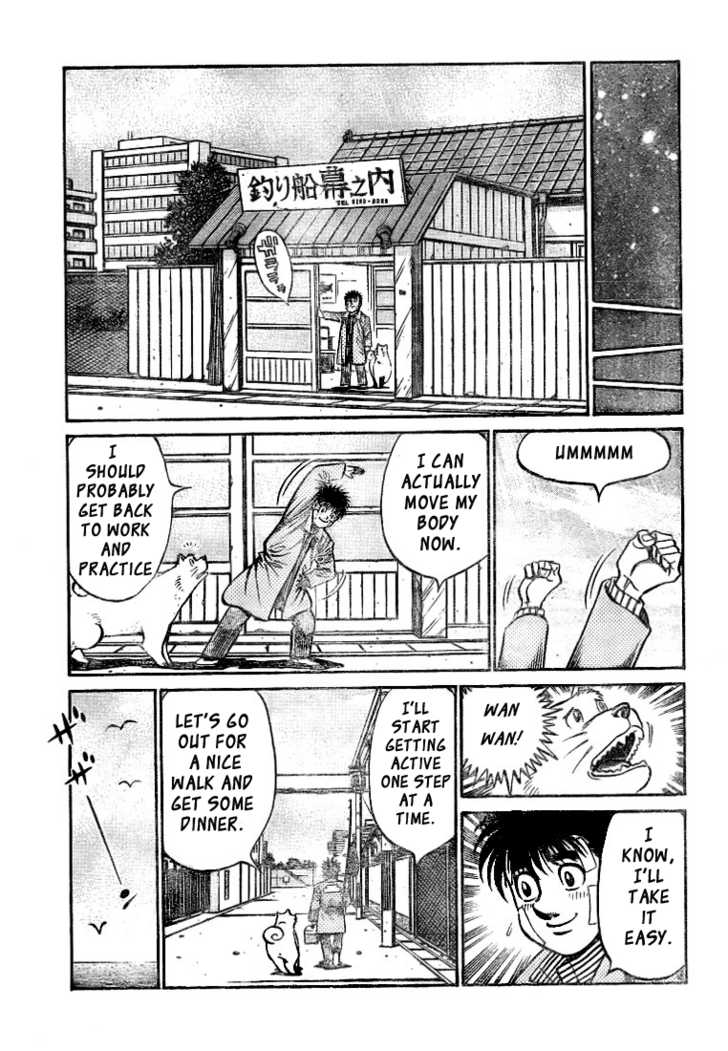 釣り船幕之内
TEL
UMMMMM
I CAN
ACTUALLY
MOVE MY
BODY
NOW.
I
SHOULD
PROBABLY
GET BACK
TO WORK
AND
PRACTICE
WAN
WAN!
I
KNOW,
I'LL
TAKE
IT
EASY.
I'LL
START
GETTING
ACTIVE
ONE STEP
AT A
TIME.
LET'S GO
OUT FOR
A NICE
WALK AND
GET SOME
DINNER.